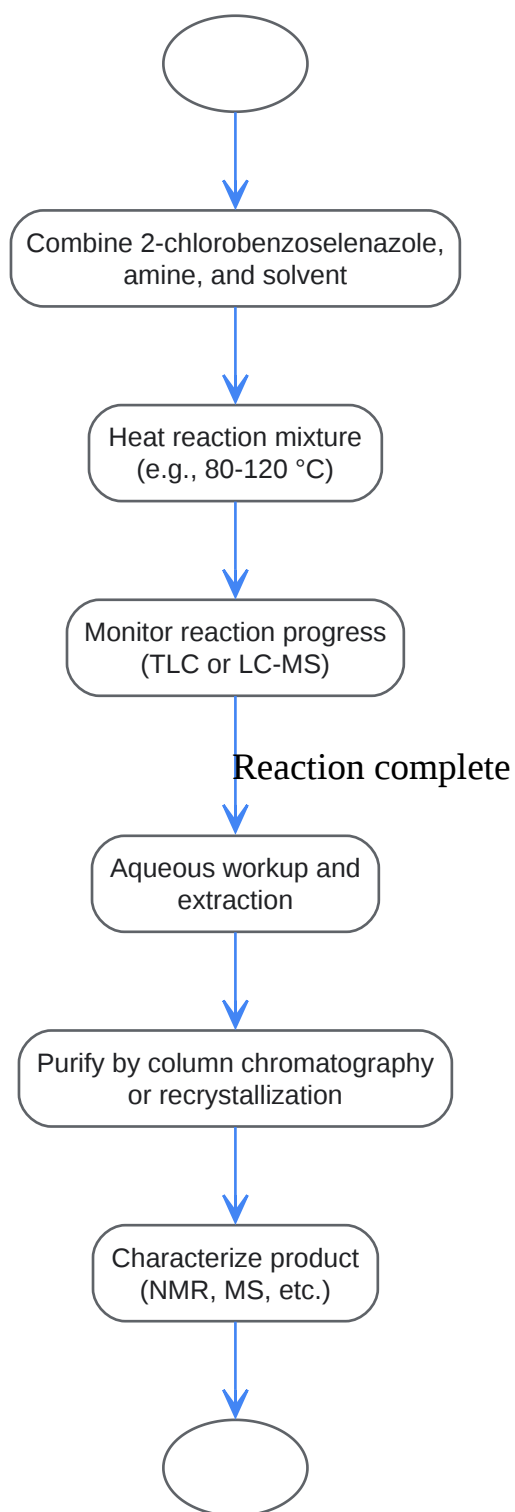 Combine 2-chlorobenzoselenazole,
amine, and solvent
Heat reaction mixture
(e.g., 80-120 °C)
Monitor reaction progress
(TLC or LC-MS)
Reaction complete
Aqueous workup and
extraction
Purify by column chromatography
or recrystallization
Characterize product
(NMR, MS, etc.)